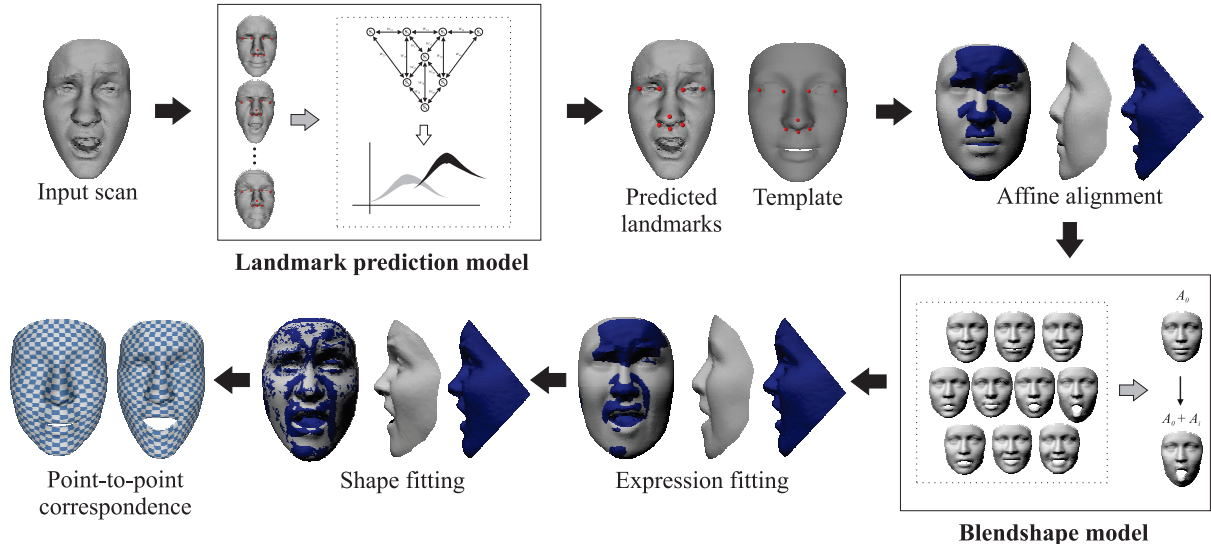 Input scan
Landmark prediction model
Predicted
landmarks
Template
Affine alignment
A₀
A₀ + Aᵢ
Blendshape model
Expression fitting
Shape fitting
Point-to-point
correspondence